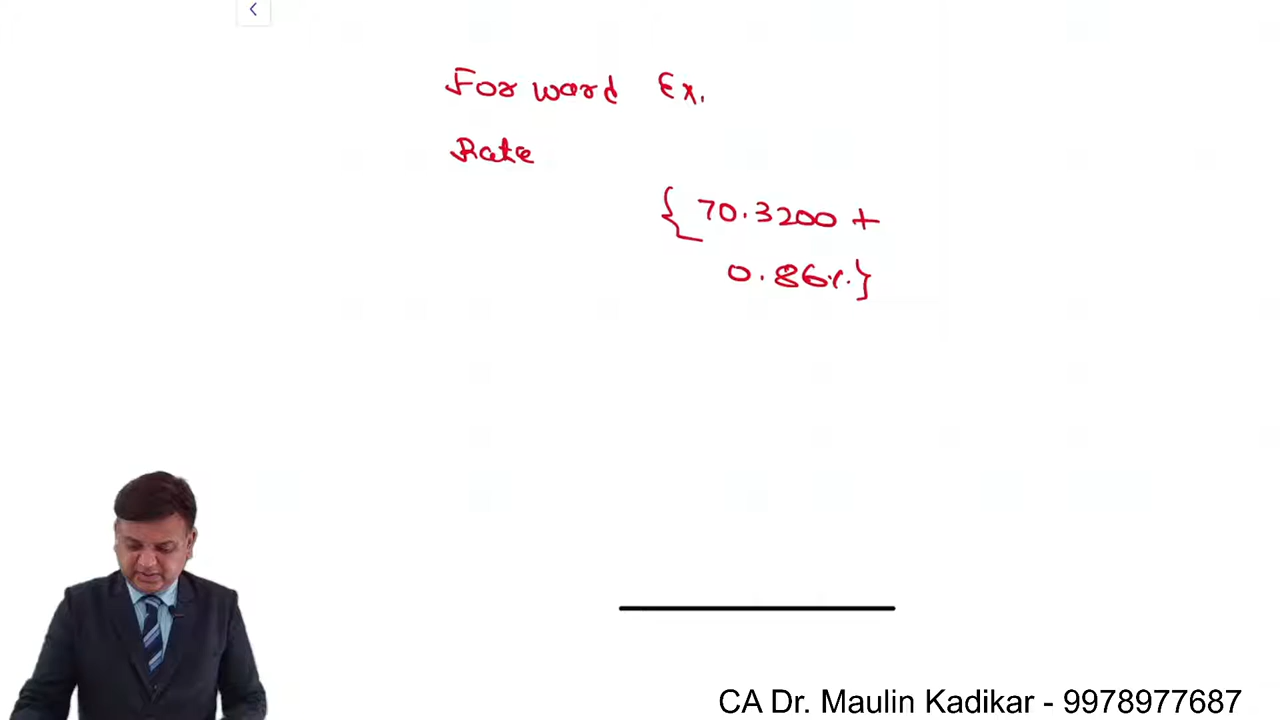 Forward Ex.
Rate
{70.3200 +
0.86%}
CA Dr. Maulin Kadikar - 9978977687